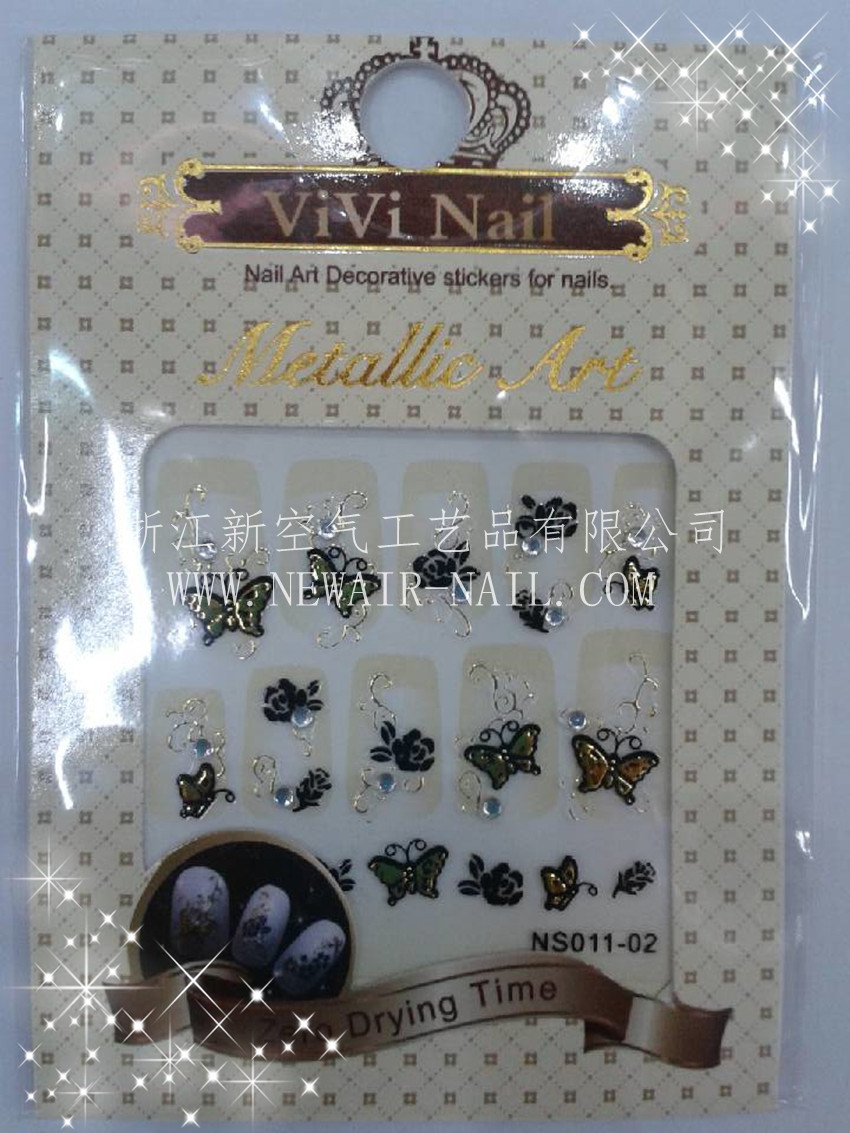 ViVi Nail
Nail Art Decorative stickers for nails.
Metallic Art
浙江新空气工艺品有限公司
WWW.NEWAIR-NAIL.COM
NS011-02
Zero Drying Time